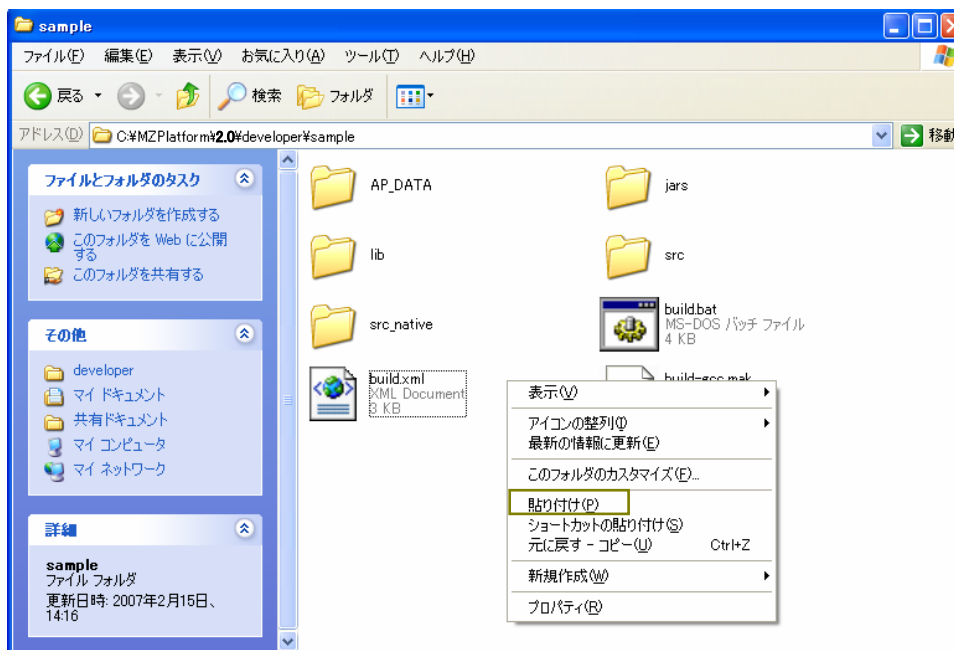 sample
ファイル(F) 編集(E) 表示(V) お気に入り(A) ツール(T) ヘルプ(H)
戻る 検索 フォルダ
アドレス(D) C:¥MZPlatform¥2.0¥developer¥sample 移動
ファイルとフォルダのタスク
新しいフォルダを作成する
このフォルダを Web に公開
する
このフォルダを共有する
その他
developer
マイ ドキュメント
共有ドキュメント
マイ コンピュータ
マイ ネットワーク
詳細
sample
ファイル フォルダ
更新日時: 2007年2月15日、
14:16
AP_DATA
jars
lib
src
src_native
build.bat
MS-DOS バッチ ファイル
4 KB
build.xml
XML Document
3 KB
build-gcc.mak
表示(V)
アイコンの整列(I)
最新の情報に更新(E)
このフォルダのカスタマイズ(F)...
貼り付け(P)
ショートカットの貼り付け(S)
元に戻す - コピー(U) Ctrl+Z
新規作成(W)
プロパティ(R)